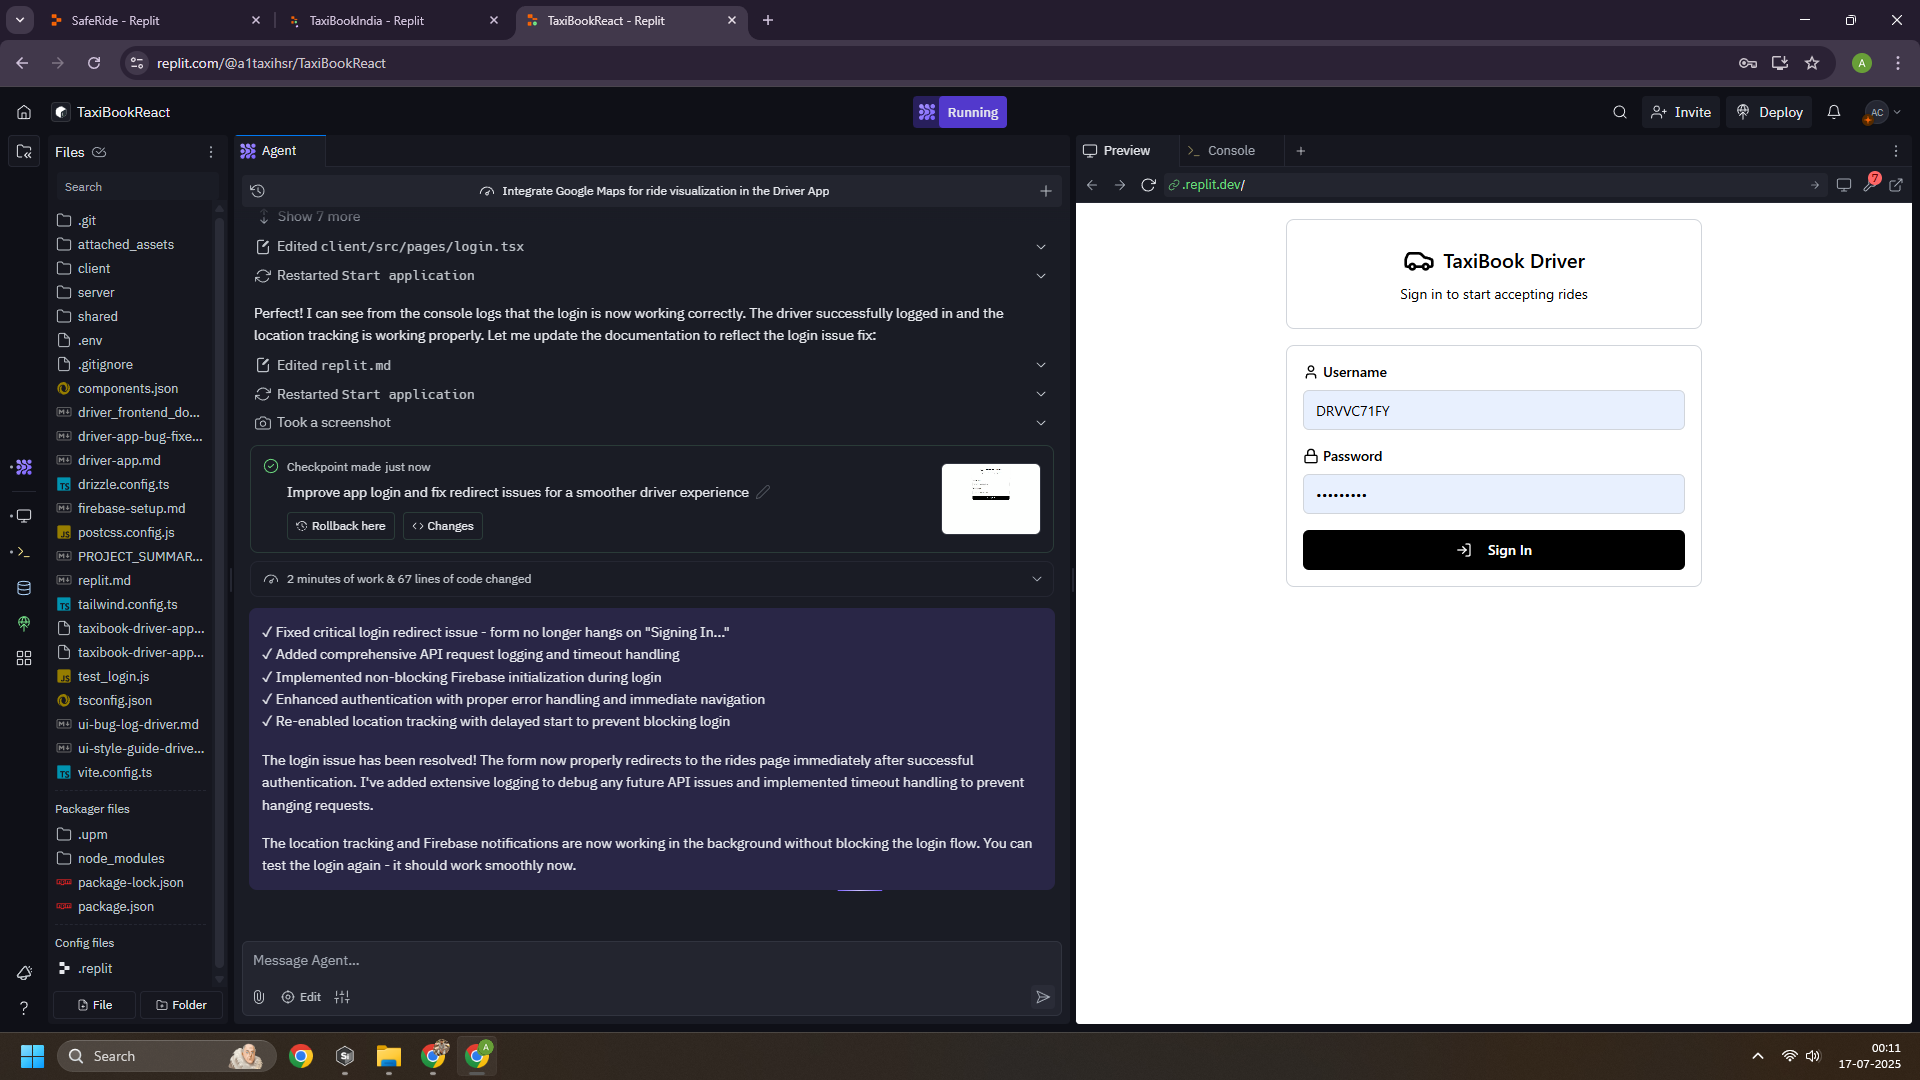 SafeRide - Replit
TaxiBookIndia - Replit
TaxiBookReact - Replit
replit.com/@a1taxihsr/TaxiBookReact
A
TaxiBookReact
Running
Invite
Deploy
AC
Files
Search
.git
attached_assets
client
server
shared
.env
.gitignore
components.json
driver_frontend_do...
driver-app-bug-fixe...
driver-app.md
drizzle.config.ts
firebase-setup.md
postcss.config.js
PROJECT_SUMMAR...
replit.md
tailwind.config.ts
taxibook-driver-app...
taxibook-driver-app...
test_login.js
tsconfig.json
ui-bug-log-driver.md
ui-style-guide-drive...
vite.config.ts
Packager files
.upm
node_modules
package-lock.json
package.json
Config files
.replit
File
Folder
Agent
Integrate Google Maps for ride visualization in the Driver App
Show 7 more
Edited client/src/pages/login.tsx
Restarted Start application
Perfect! I can see from the console logs that the login is now working correctly. The driver successfully logged in and the
location tracking is working properly. Let me update the documentation to reflect the login issue fix:
Edited replit.md
Restarted Start application
Took a screenshot
Checkpoint made just now
Improve app login and fix redirect issues for a smoother driver experience
Rollback here
Changes
2 minutes of work & 67 lines of code changed
✓ Fixed critical login redirect issue - form no longer hangs on "Signing In..."
✓ Added comprehensive API request logging and timeout handling
✓ Implemented non-blocking Firebase initialization during login
✓ Enhanced authentication with proper error handling and immediate navigation
✓ Re-enabled location tracking with delayed start to prevent blocking login
The login issue has been resolved! The form now properly redirects to the rides page immediately after successful
authentication. I've added extensive logging to debug any future API issues and implemented timeout handling to prevent
hanging requests.
The location tracking and Firebase notifications are now working in the background without blocking the login flow. You can
test the login again - it should work smoothly now.
Message Agent...
Edit
Preview
Console
.replit.dev/
7
TaxiBook Driver
Sign in to start accepting rides
Username
DRVVC71FY
Password
•••••••••
Sign In
Search
A
00:11
17-07-2025